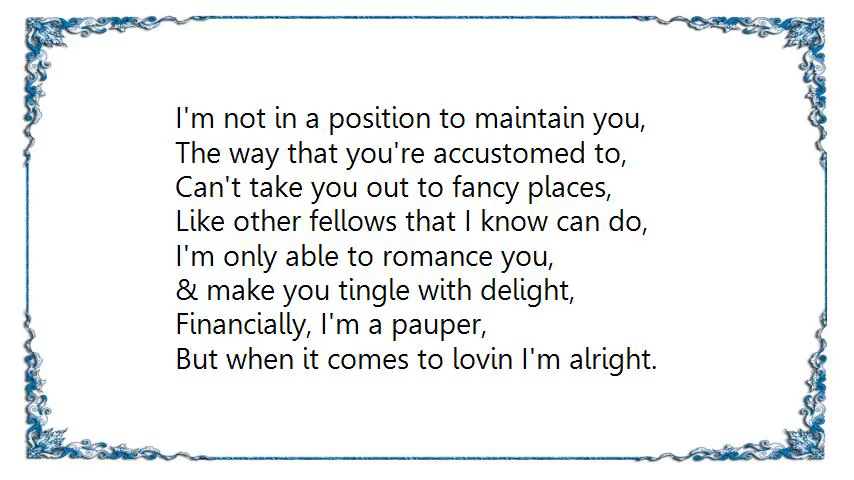 I'm not in a position to maintain you,
The way that you're accustomed to,
Can't take you out to fancy places,
Like other fellows that I know can do,
I'm only able to romance you,
& make you tingle with delight,
Financially, I'm a pauper,
But when it comes to lovin I'm alright.